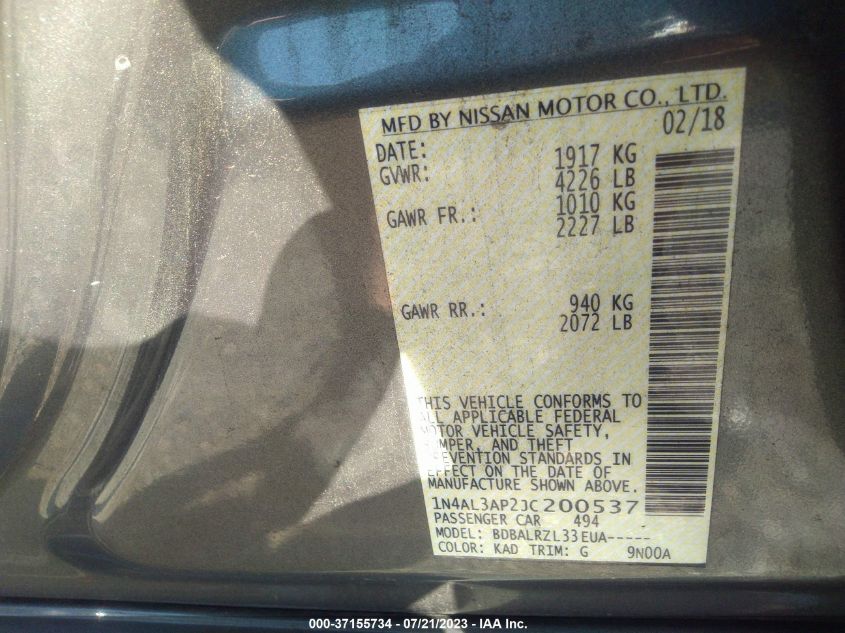 MFD BY NISSAN MOTOR CO., LTD.
DATE: 02/18
GVWR: 1917 KG
4226 LB
GAWR FR.: 1010 KG
2227 LB
GAWR RR.: 940 KG
2072 LB
THIS VEHICLE CONFORMS TO
ALL APPLICABLE FEDERAL
MOTOR VEHICLE SAFETY,
BUMPER, AND THEFT
PREVENTION STANDARDS IN
EFFECT ON THE DATE OF
MANUFACTURE SHOWN ABOVE.
1N4AL3AP2JC200537
PASSENGER CAR 494
MODEL: BDBALRZL33EUA-----
COLOR: KAD TRIM: G 9N00A
000-37155734 - 07/21/2023 - IAA Inc.